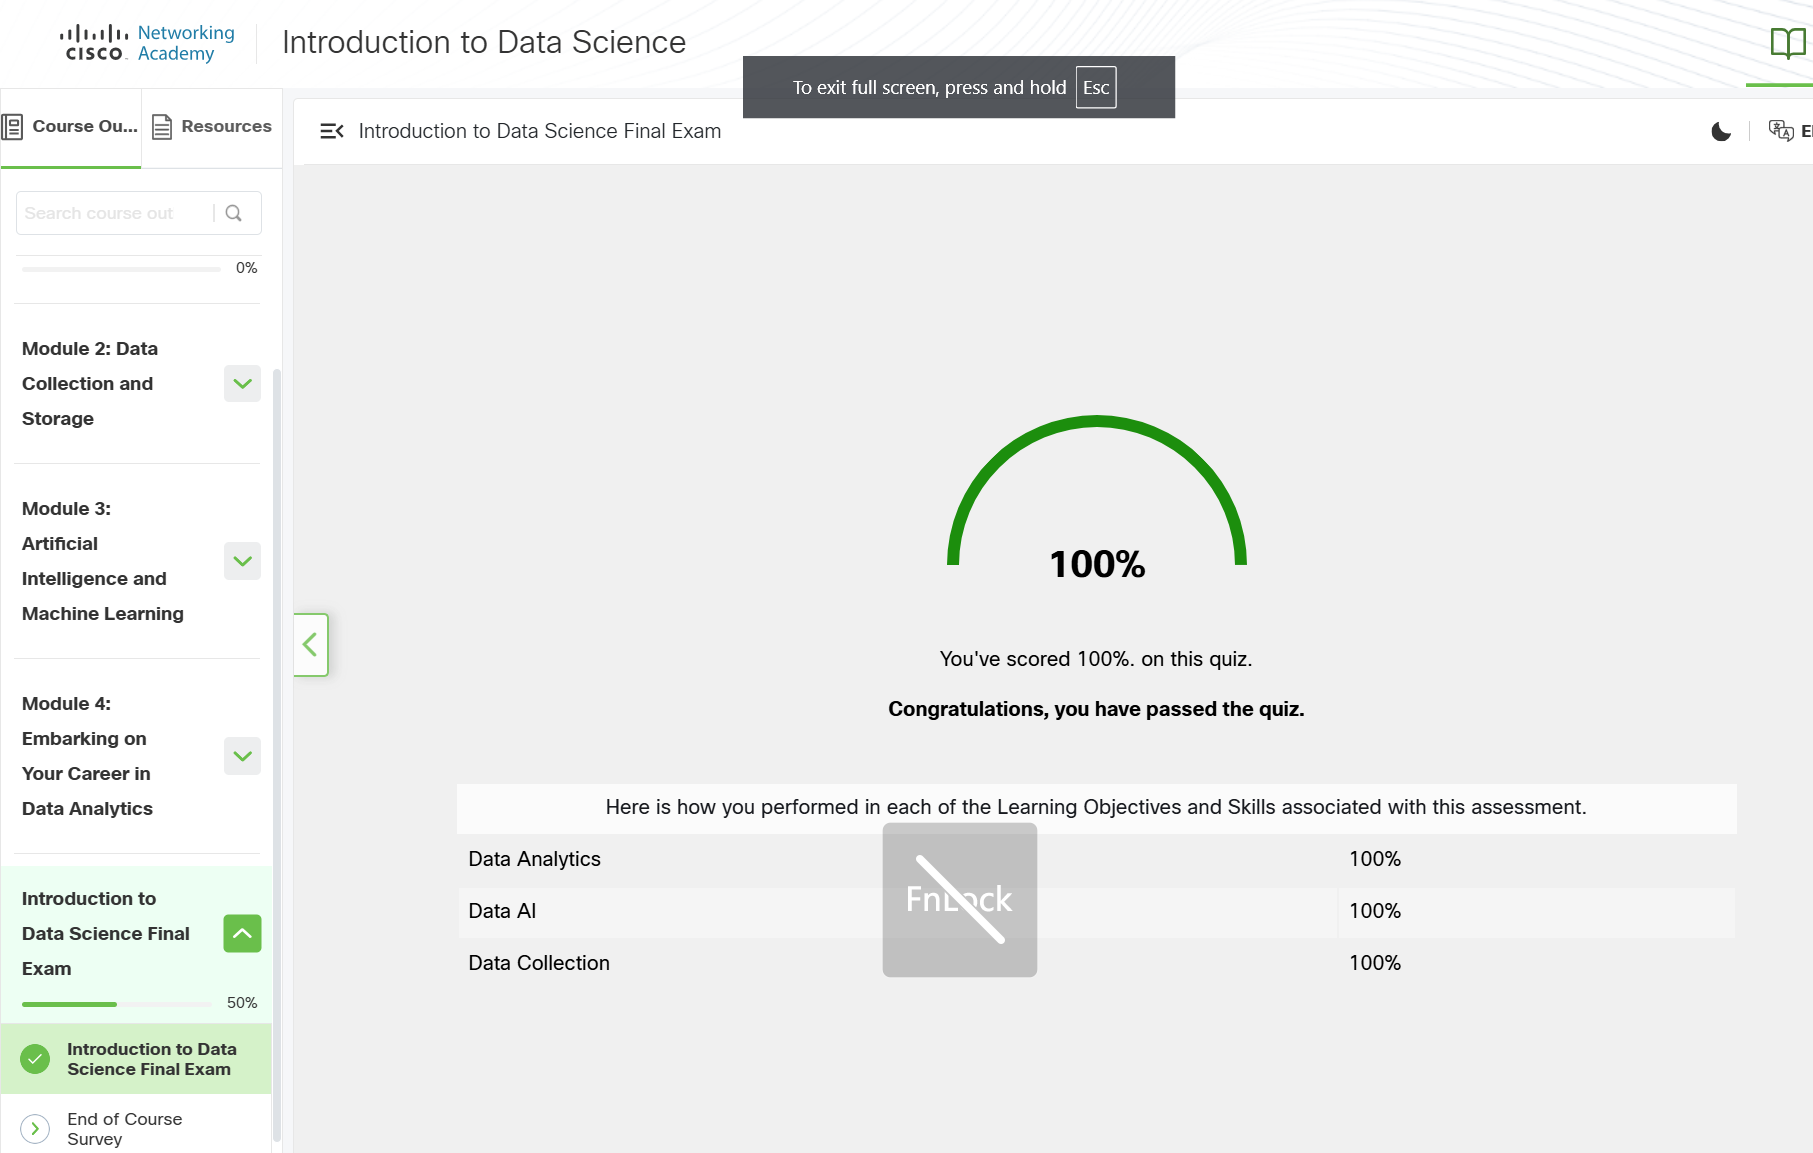 cisco Networking Academy
Introduction to Data Science
To exit full screen, press and hold Esc
Course Ou...
Resources
Introduction to Data Science Final Exam
Search course out
0%
Module 2: Data
Collection and
Storage
Module 3:
Artificial
Intelligence and
Machine Learning
Module 4:
Embarking on
Your Career in
Data Analytics
Introduction to
Data Science Final
Exam
50%
Introduction to Data
Science Final Exam
End of Course
Survey
100%
You've scored 100%. on this quiz.
Congratulations, you have passed the quiz.
Here is how you performed in each of the Learning Objectives and Skills associated with this assessment.
Data Analytics 100%
Data AI 100%
Data Collection 100%
FnLock